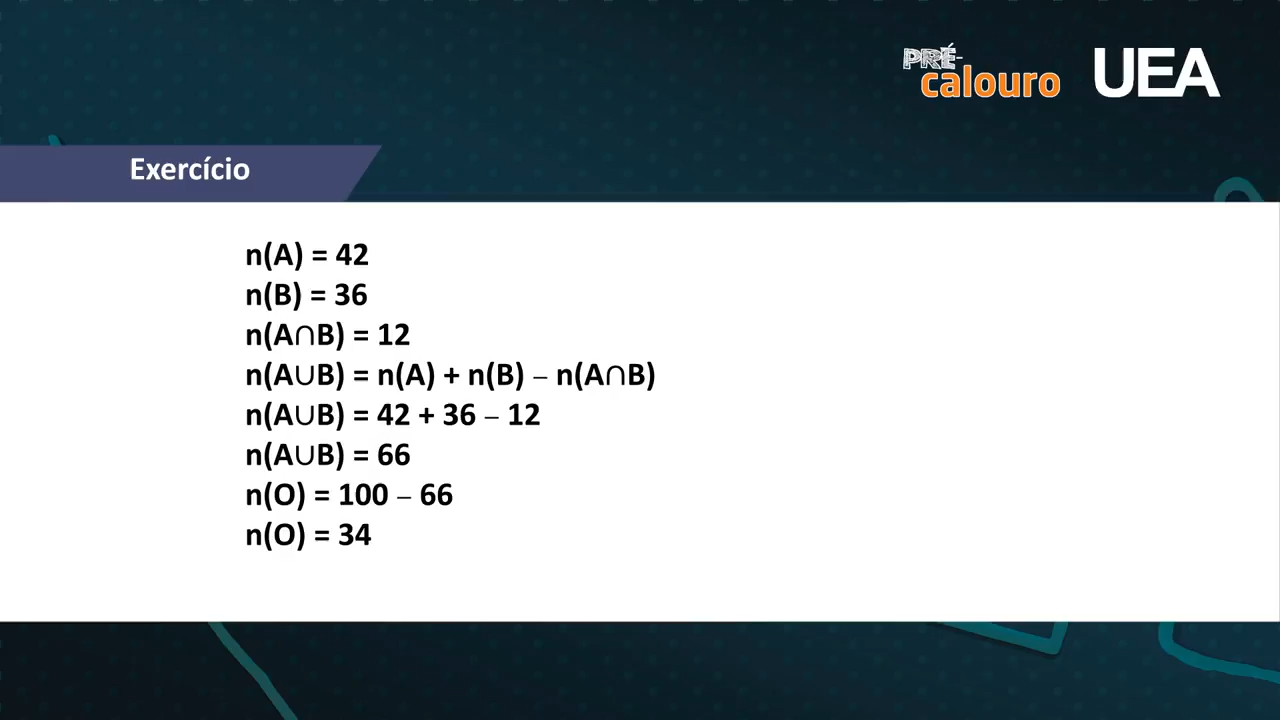 PRÉ-
calouro
UEA
Exercício
n(A) = 42
n(B) = 36
n(A∩B) = 12
n(A∪B) = n(A) + n(B) – n(A∩B)
n(A∪B) = 42 + 36 – 12
n(A∪B) = 66
n(O) = 100 – 66
n(O) = 34